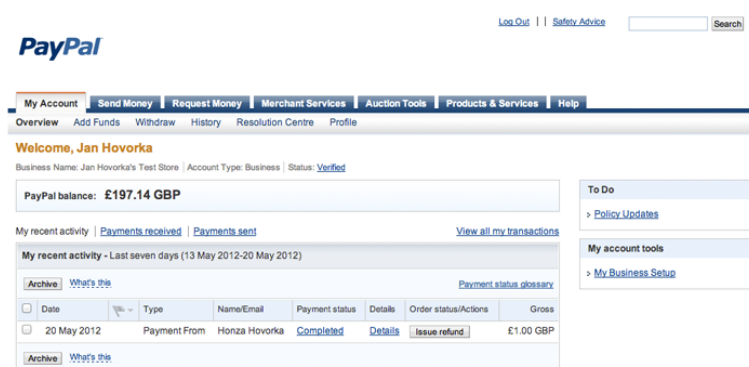 Log Out | | Safety Advice Search
PayPal
My Account Send Money Request Money Merchant Services Auction Tools Products & Services Help
Overview Add Funds Withdraw History Resolution Centre Profile
Welcome, Jan Hovorka
Business Name: Jan Hovorka's Test Store | Account Type: Business | Status: Verified
PayPal balance: £197.14 GBP
To Do
Policy Updates
My recent activity | Payments received | Payments sent View all my transactions
My account tools
My recent activity - Last seven days (13 May 2012-20 May 2012)
My Business Setup
Archive What's this Payment status glossary
Date Type Name/Email Payment status Details Order status/Actions Gross
20 May 2012 Payment From Honza Hovorka Completed Details Issue refund £1.00 GBP
Archive What's this